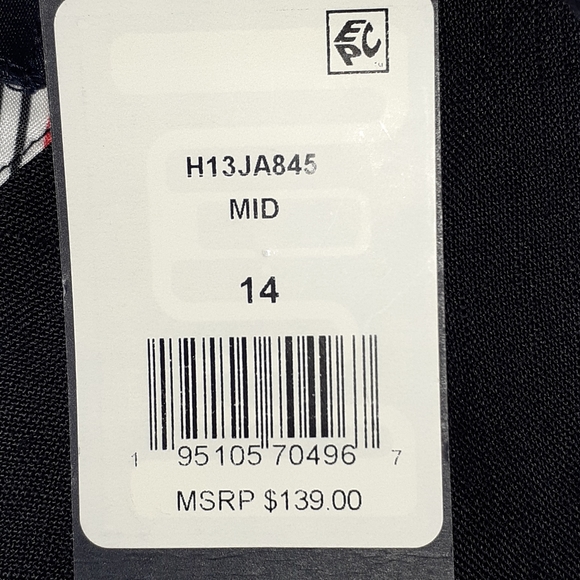 EPC
H13JA845
MID
14
1 95105 70496 7
MSRP $139.00